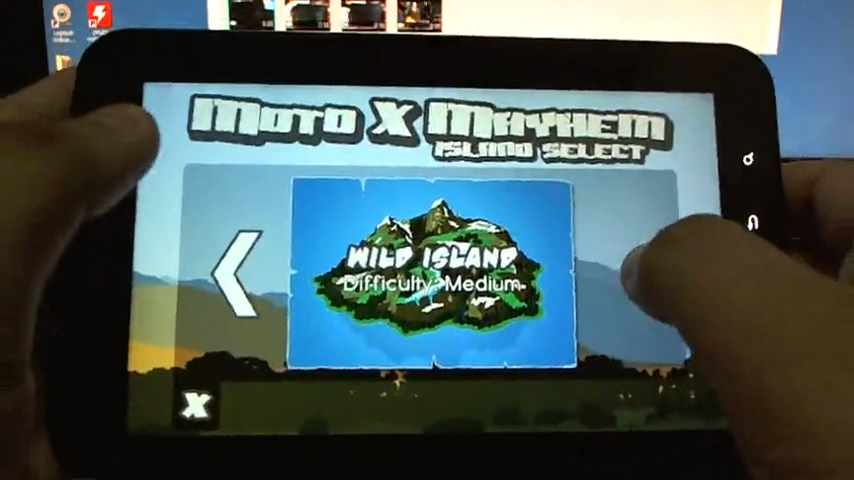 MOTO X MAYHEM
ISLAND SELECT
WILD ISLAND
Difficulty: Medium
X